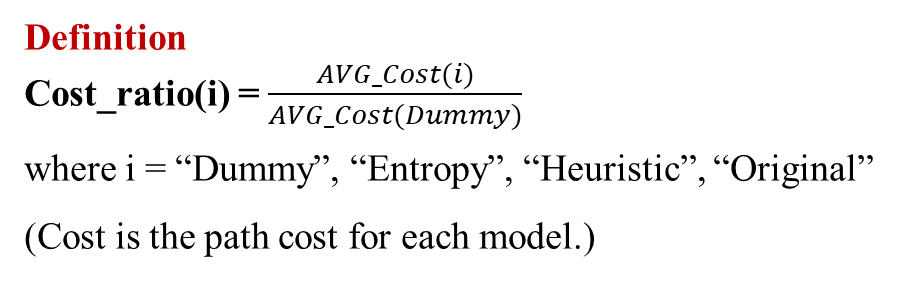 Definition
Cost_ratio(i) = AVG_Cost(i) / AVG_Cost(Dummy)
where i = “Dummy”, “Entropy”, “Heuristic”, “Original”
(Cost is the path cost for each model.)